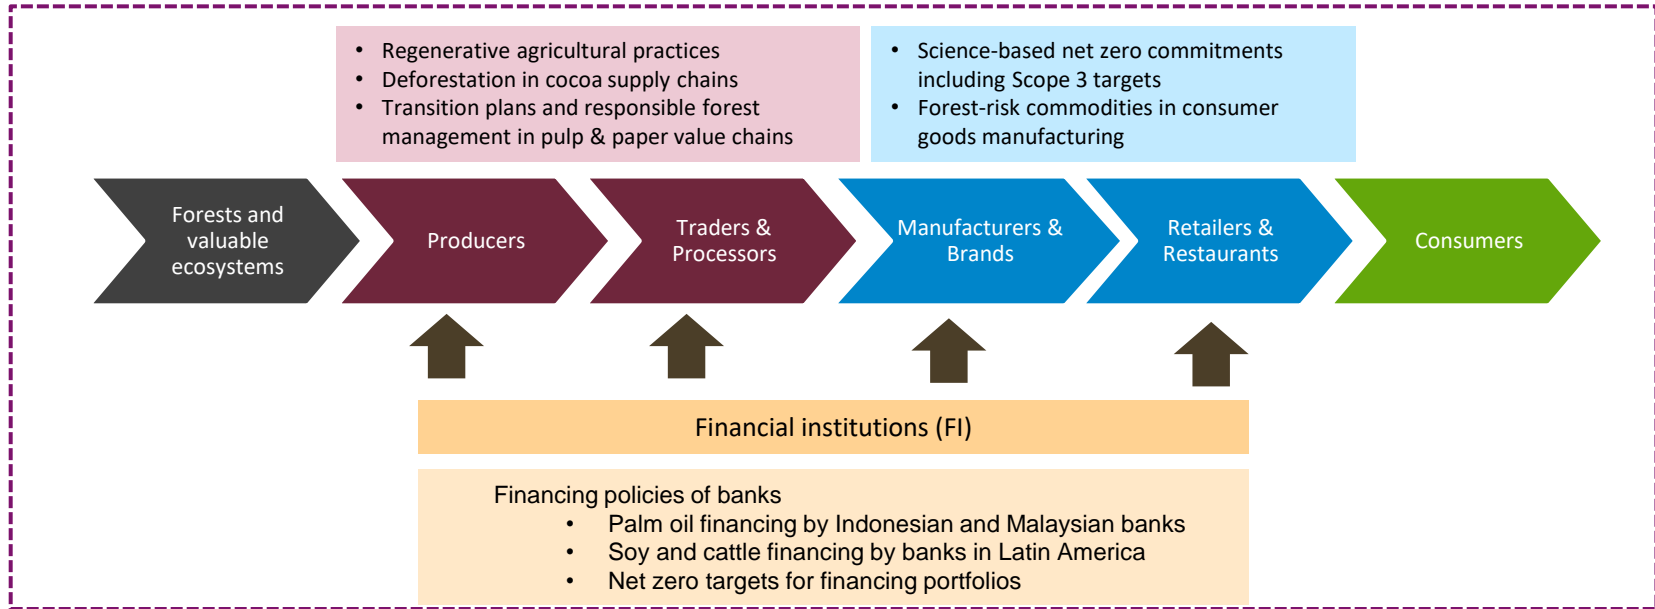 • Regenerative agricultural practices
• Deforestation in cocoa supply chains
• Transition plans and responsible forest
management in pulp & paper value chains
• Science-based net zero commitments
including Scope 3 targets
• Forest-risk commodities in consumer
goods manufacturing
Forests and
valuable
ecosystems
Producers
Traders &
Processors
Manufacturers &
Brands
Retailers &
Restaurants
Consumers
Financial institutions (FI)
Financing policies of banks
• Palm oil financing by Indonesian and Malaysian banks
• Soy and cattle financing by banks in Latin America
• Net zero targets for financing portfolios